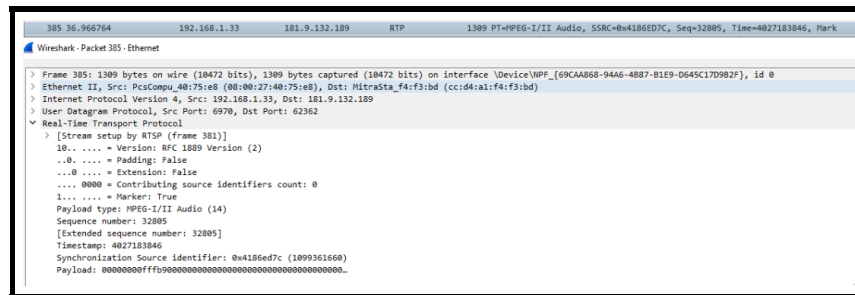 385 36.966764 192.168.1.33 181.9.132.189 RTP 1309 PT=MPEG-I/II Audio, SSRC=0x4186ED7C, Seq=32805, Time=4027183846, Mark
Wireshark · Packet 385 · Ethernet
> Frame 385: 1309 bytes on wire (10472 bits), 1309 bytes captured (10472 bits) on interface \Device\NPF_{69CAA868-94A6-4B87-B1E9-D645C17D9B2F}, id 0
> Ethernet II, Src: PcsCompu_40:75:e8 (08:00:27:40:75:e8), Dst: MitraSta_f4:f3:bd (cc:d4:a1:f4:f3:bd)
> Internet Protocol Version 4, Src: 192.168.1.33, Dst: 181.9.132.189
> User Datagram Protocol, Src Port: 6970, Dst Port: 62362
Real-Time Transport Protocol
> [Stream setup by RTSP (frame 381)]
10.. .... = Version: RFC 1889 Version (2)
..0. .... = Padding: False
...0 .... = Extension: False
.... 0000 = Contributing source identifiers count: 0
1... .... = Marker: True
Payload type: MPEG-I/II Audio (14)
Sequence number: 32805
[Extended sequence number: 32805]
Timestamp: 4027183846
Synchronization Source identifier: 0x4186ed7c (1099361660)
Payload: 00000000fffb90000000000000000000000000000000000000…